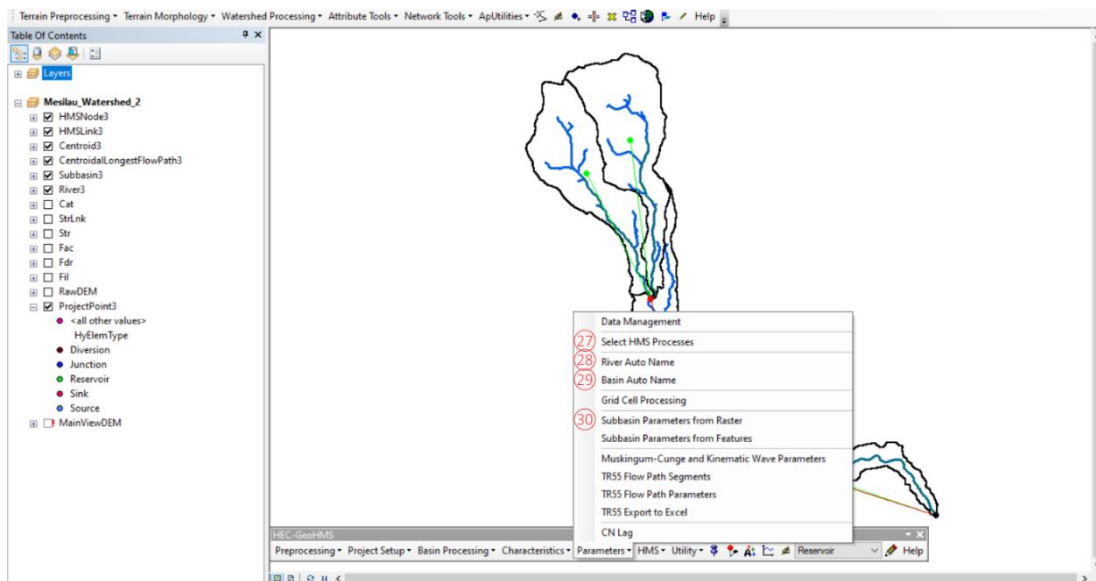 Terrain Preprocessing Terrain Morphology Watershed Processing Attribute Tools Network Tools ApUtilities Help
Table Of Contents
Layers
Mesilau_Watershed_2
HMSNode3
HMSLink3
Centroid3
CentroidalLongestFlowPath3
Subbasin3
River3
Cat
StrLnk
Str
Fac
Fdr
Fil
RawDEM
ProjectPoint3
<all other values>
HyElemType
Diversion
Junction
Reservoir
Sink
Source
MainViewDEM
Data Management
27 Select HMS Processes
28 River Auto Name
29 Basin Auto Name
Grid Cell Processing
30 Subbasin Parameters from Raster
Subbasin Parameters from Features
Muskingum-Cunge and Kinematic Wave Parameters
TR55 Flow Path Segments
TR55 Flow Path Parameters
TR55 Export to Excel
CN Lag
HEC-GeoHMS
Preprocessing Project Setup Basin Processing Characteristics Parameters HMS Utility Reservoir Help